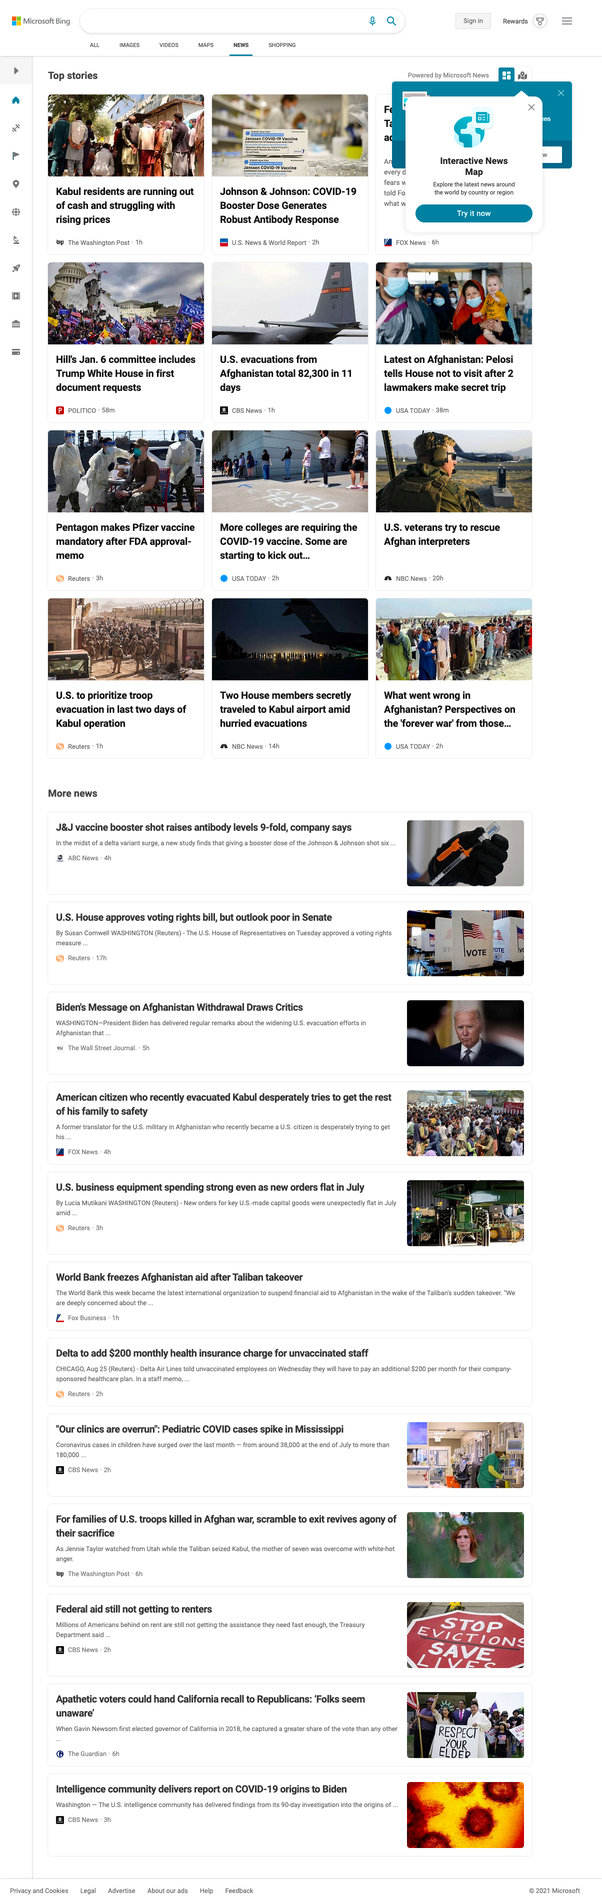 Microsoft Bing
Sign in
Rewards
ALL
IMAGES
VIDEOS
MAPS
NEWS
SHOPPING
Top stories
Powered by Microsoft News
Interactive News
Map
Explore the latest news around
the world by country or region
Try it now
Kabul residents are running out
of cash and struggling with
rising prices
The Washington Post · 1h
Janssen COVID-19
Vaccine
Janssen COVID-19
Vaccine
Johnson & Johnson: COVID-19
Booster Dose Generates
Robust Antibody Response
U.S. News & World Report · 2h
every d
fears w
told Fo
what w
FOX News · 6h
Hill's Jan. 6 committee includes
Trump White House in first
document requests
POLITICO · 58m
U.S. evacuations from
Afghanistan total 82,300 in 11
days
CBS News · 1h
Latest on Afghanistan: Pelosi
tells House not to visit after 2
lawmakers make secret trip
USA TODAY · 38m
Pentagon makes Pfizer vaccine
mandatory after FDA approval-
memo
Reuters · 3h
More colleges are requiring the
COVID-19 vaccine. Some are
starting to kick out...
USA TODAY · 2h
U.S. veterans try to rescue
Afghan interpreters
NBC News · 20h
U.S. to prioritize troop
evacuation in last two days of
Kabul operation
Reuters · 1h
Two House members secretly
traveled to Kabul airport amid
hurried evacuations
NBC News · 14h
What went wrong in
Afghanistan? Perspectives on
the 'forever war' from those...
USA TODAY · 2h
More news
J&J vaccine booster shot raises antibody levels 9-fold, company says
In the midst of a delta variant surge, a new study finds that giving a booster dose of the Johnson & Johnson shot six ...
ABC News · 4h
U.S. House approves voting rights bill, but outlook poor in Senate
By Susan Cornwell WASHINGTON (Reuters) - The U.S. House of Representatives on Tuesday approved a voting rights
measure ...
Reuters · 17h
VOTE
VOTE
Biden's Message on Afghanistan Withdrawal Draws Critics
WASHINGTON—President Biden has delivered regular remarks about the widening U.S. evacuation efforts in
Afghanistan that ...
The Wall Street Journal. · 5h
American citizen who recently evacuated Kabul desperately tries to get the rest
of his family to safety
A former translator for the U.S. military in Afghanistan who recently became a U.S. citizen is desperately trying to get
his ...
FOX News · 4h
U.S. business equipment spending strong even as new orders flat in July
By Lucia Mutikani WASHINGTON (Reuters) - New orders for key U.S.-made capital goods were unexpectedly flat in July
amid ...
Reuters · 3h
World Bank freezes Afghanistan aid after Taliban takeover
The World Bank this week became the latest international organization to suspend financial aid to Afghanistan in the wake of the Taliban's sudden takeover. "We
are deeply concerned about the ...
Fox Business · 1h
Delta to add $200 monthly health insurance charge for unvaccinated staff
CHICAGO, Aug 25 (Reuters) - Delta Air Lines told unvaccinated employees on Wednesday they will have to pay an additional $200 per month for their company-
sponsored healthcare plan. In a staff memo, ...
Reuters · 2h
"Our clinics are overrun": Pediatric COVID cases spike in Mississippi
Coronavirus cases in children have surged over the last month — from around 38,000 at the end of July to more than
180,000 ...
CBS News · 2h
For families of U.S. troops killed in Afghan war, scramble to exit revives agony of
their sacrifice
As Jennie Taylor watched from Utah while the Taliban seized Kabul, the mother of seven was overcome with white-hot
anger.
The Washington Post · 6h
Federal aid still not getting to renters
Millions of Americans behind on rent are still not getting the assistance they need fast enough, the Treasury
Department said ...
CBS News · 2h
STOP
EVICTIONS
SAVE
LIVES
Apathetic voters could hand California recall to Republicans: 'Folks seem
unaware'
When Gavin Newsom first elected governor of California in 2018, he captured a greater share of the vote than any other
...
The Guardian · 6h
RESPECT
YOUR
ELDER
Intelligence community delivers report on COVID-19 origins to Biden
Washington — The U.S. intelligence community has delivered findings from its 90-day investigation into the origins of ...
CBS News · 3h
Privacy and Cookies
Legal
Advertise
About our ads
Help
Feedback
© 2021 Microsoft